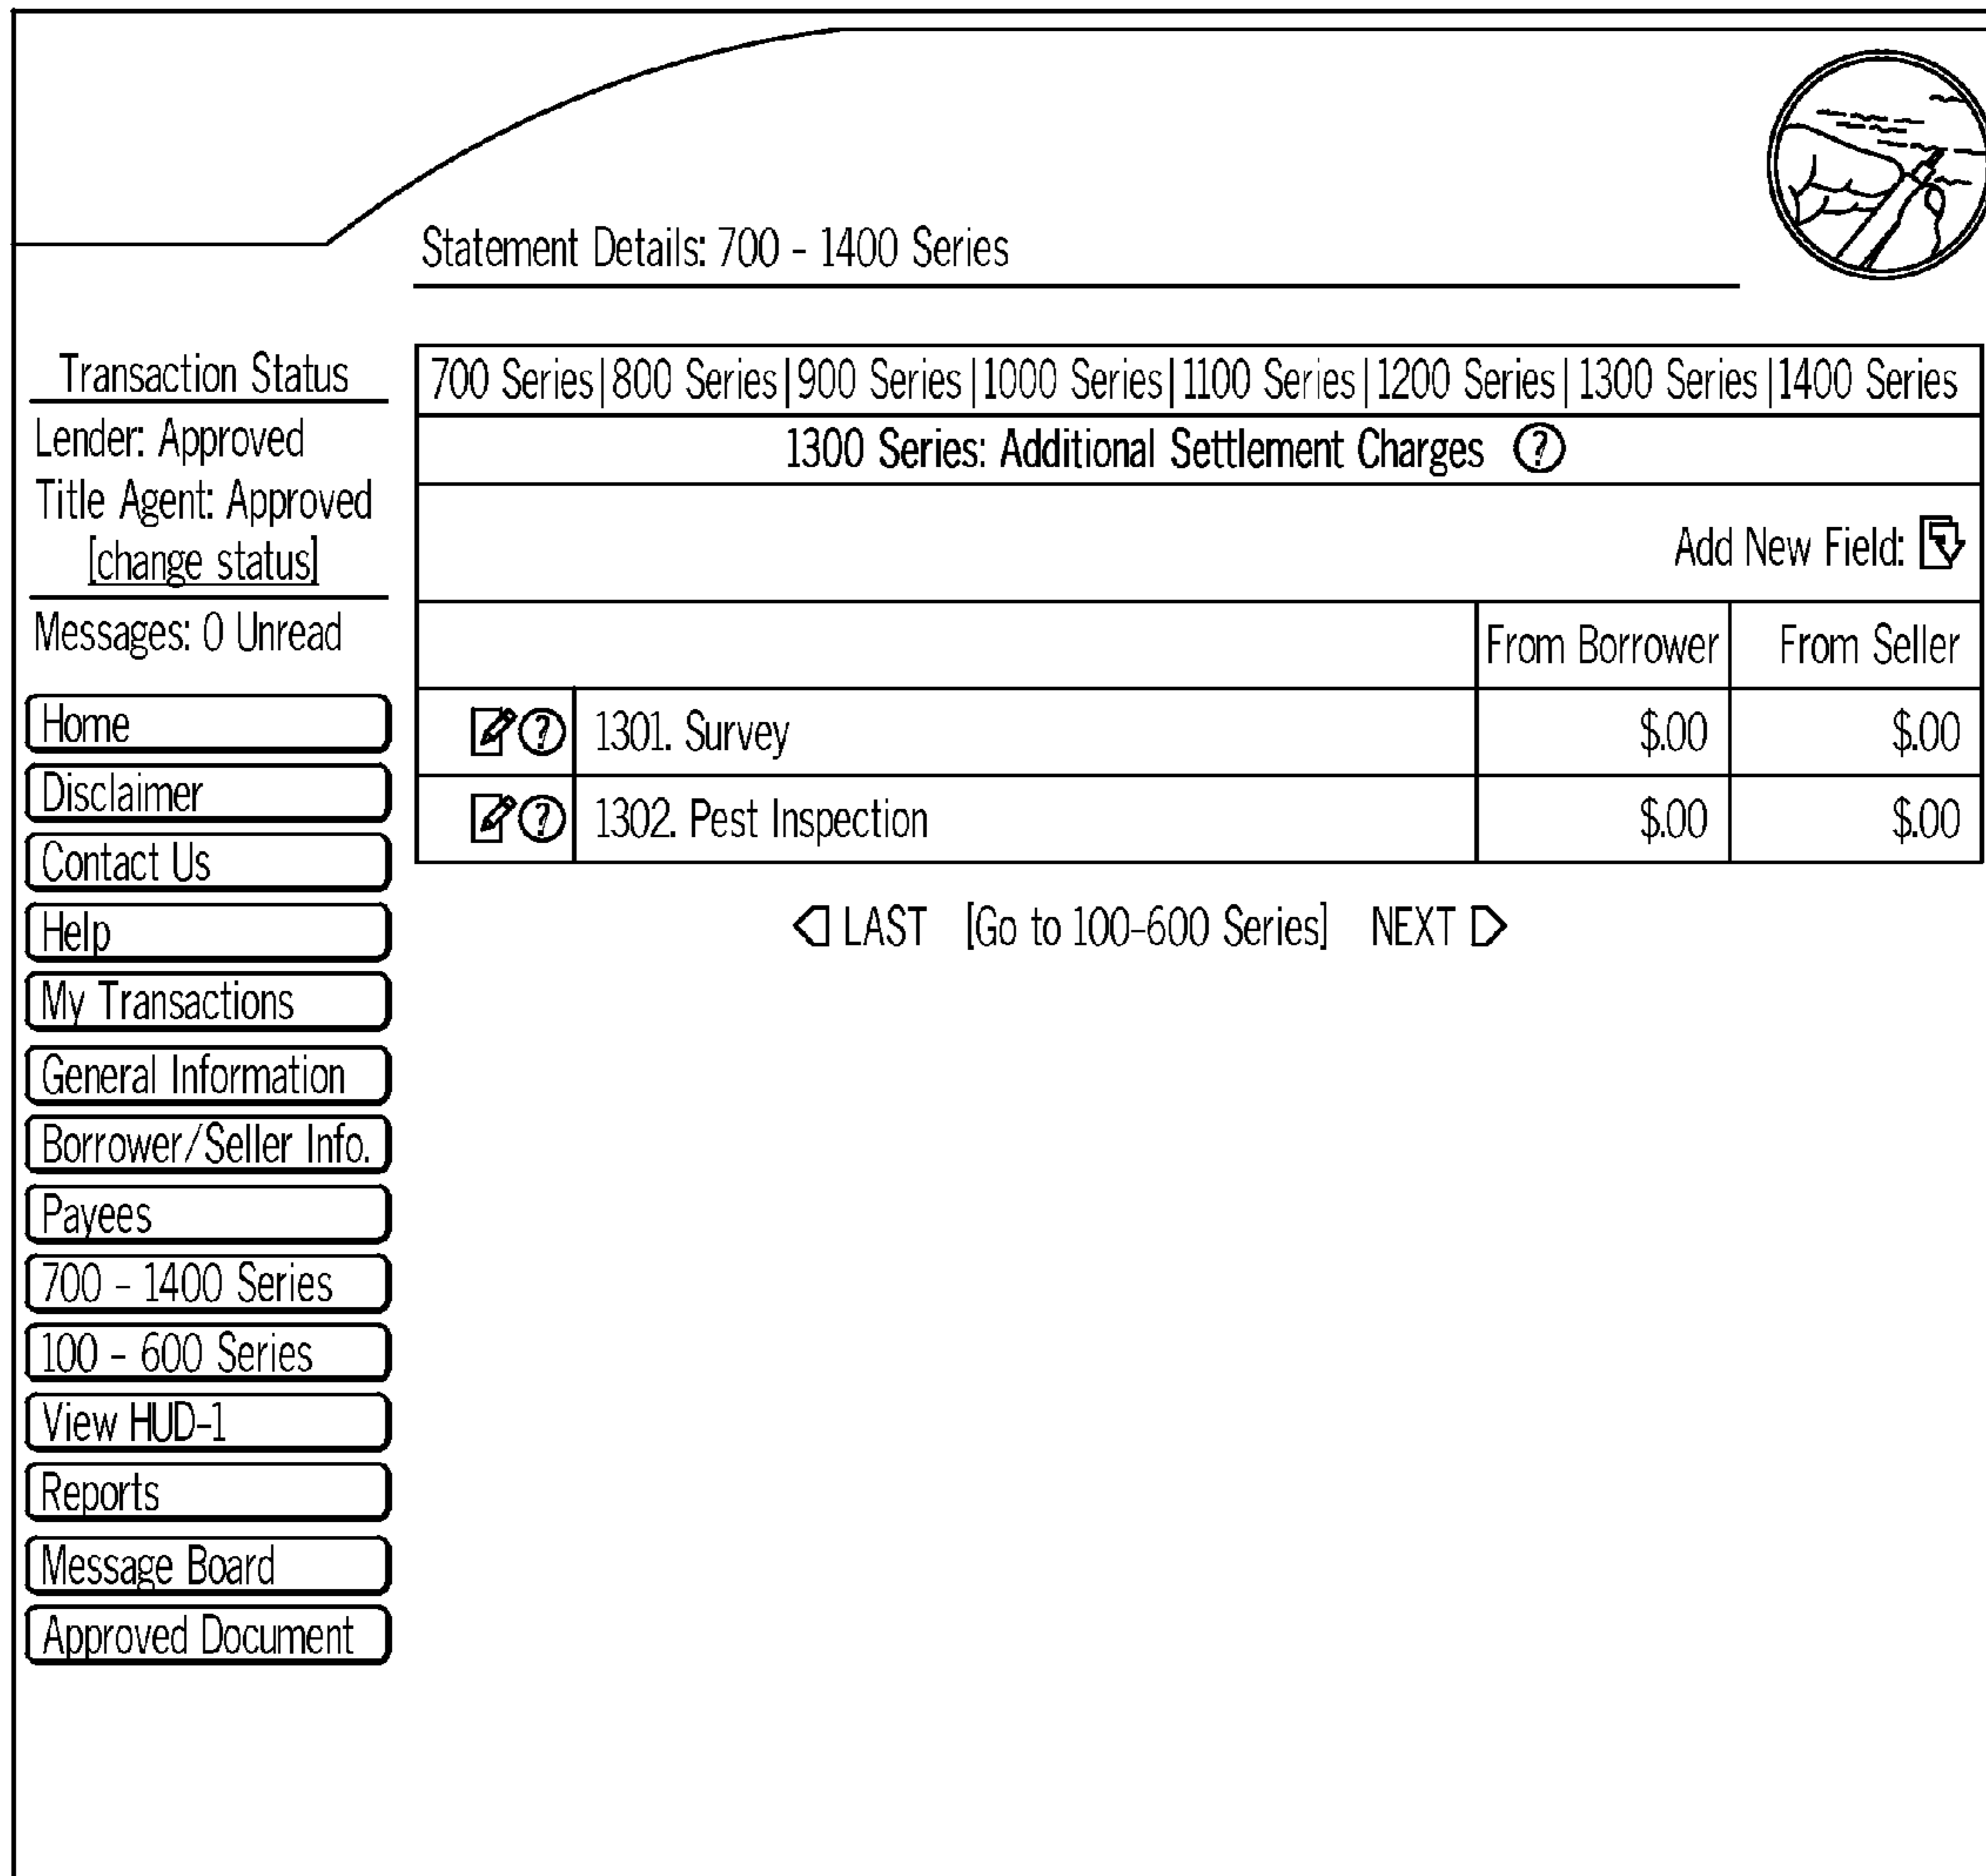 Statement Details: 700 - 1400 Series
Transaction Status
Lender: Approved
Title Agent: Approved
[change status]
Messages: 0 Unread
Home
Disclaimer
Contact Us
Help
My Transactions
General Information
Borrower/Seller Info.
Payees
700 - 1400 Series
100 - 600 Series
View HUD-1
Reports
Message Board
Approved Document
700 Series|800 Series|900 Series|1000 Series|1100 Series|1200 Series|1300 Series|1400 Series
1300 Series: Additional Settlement Charges ?
Add New Field:
From Borrower From Seller
? 1301. Survey $.00 $.00
? 1302. Pest Inspection $.00 $.00
LAST [Go to 100-600 Series] NEXT